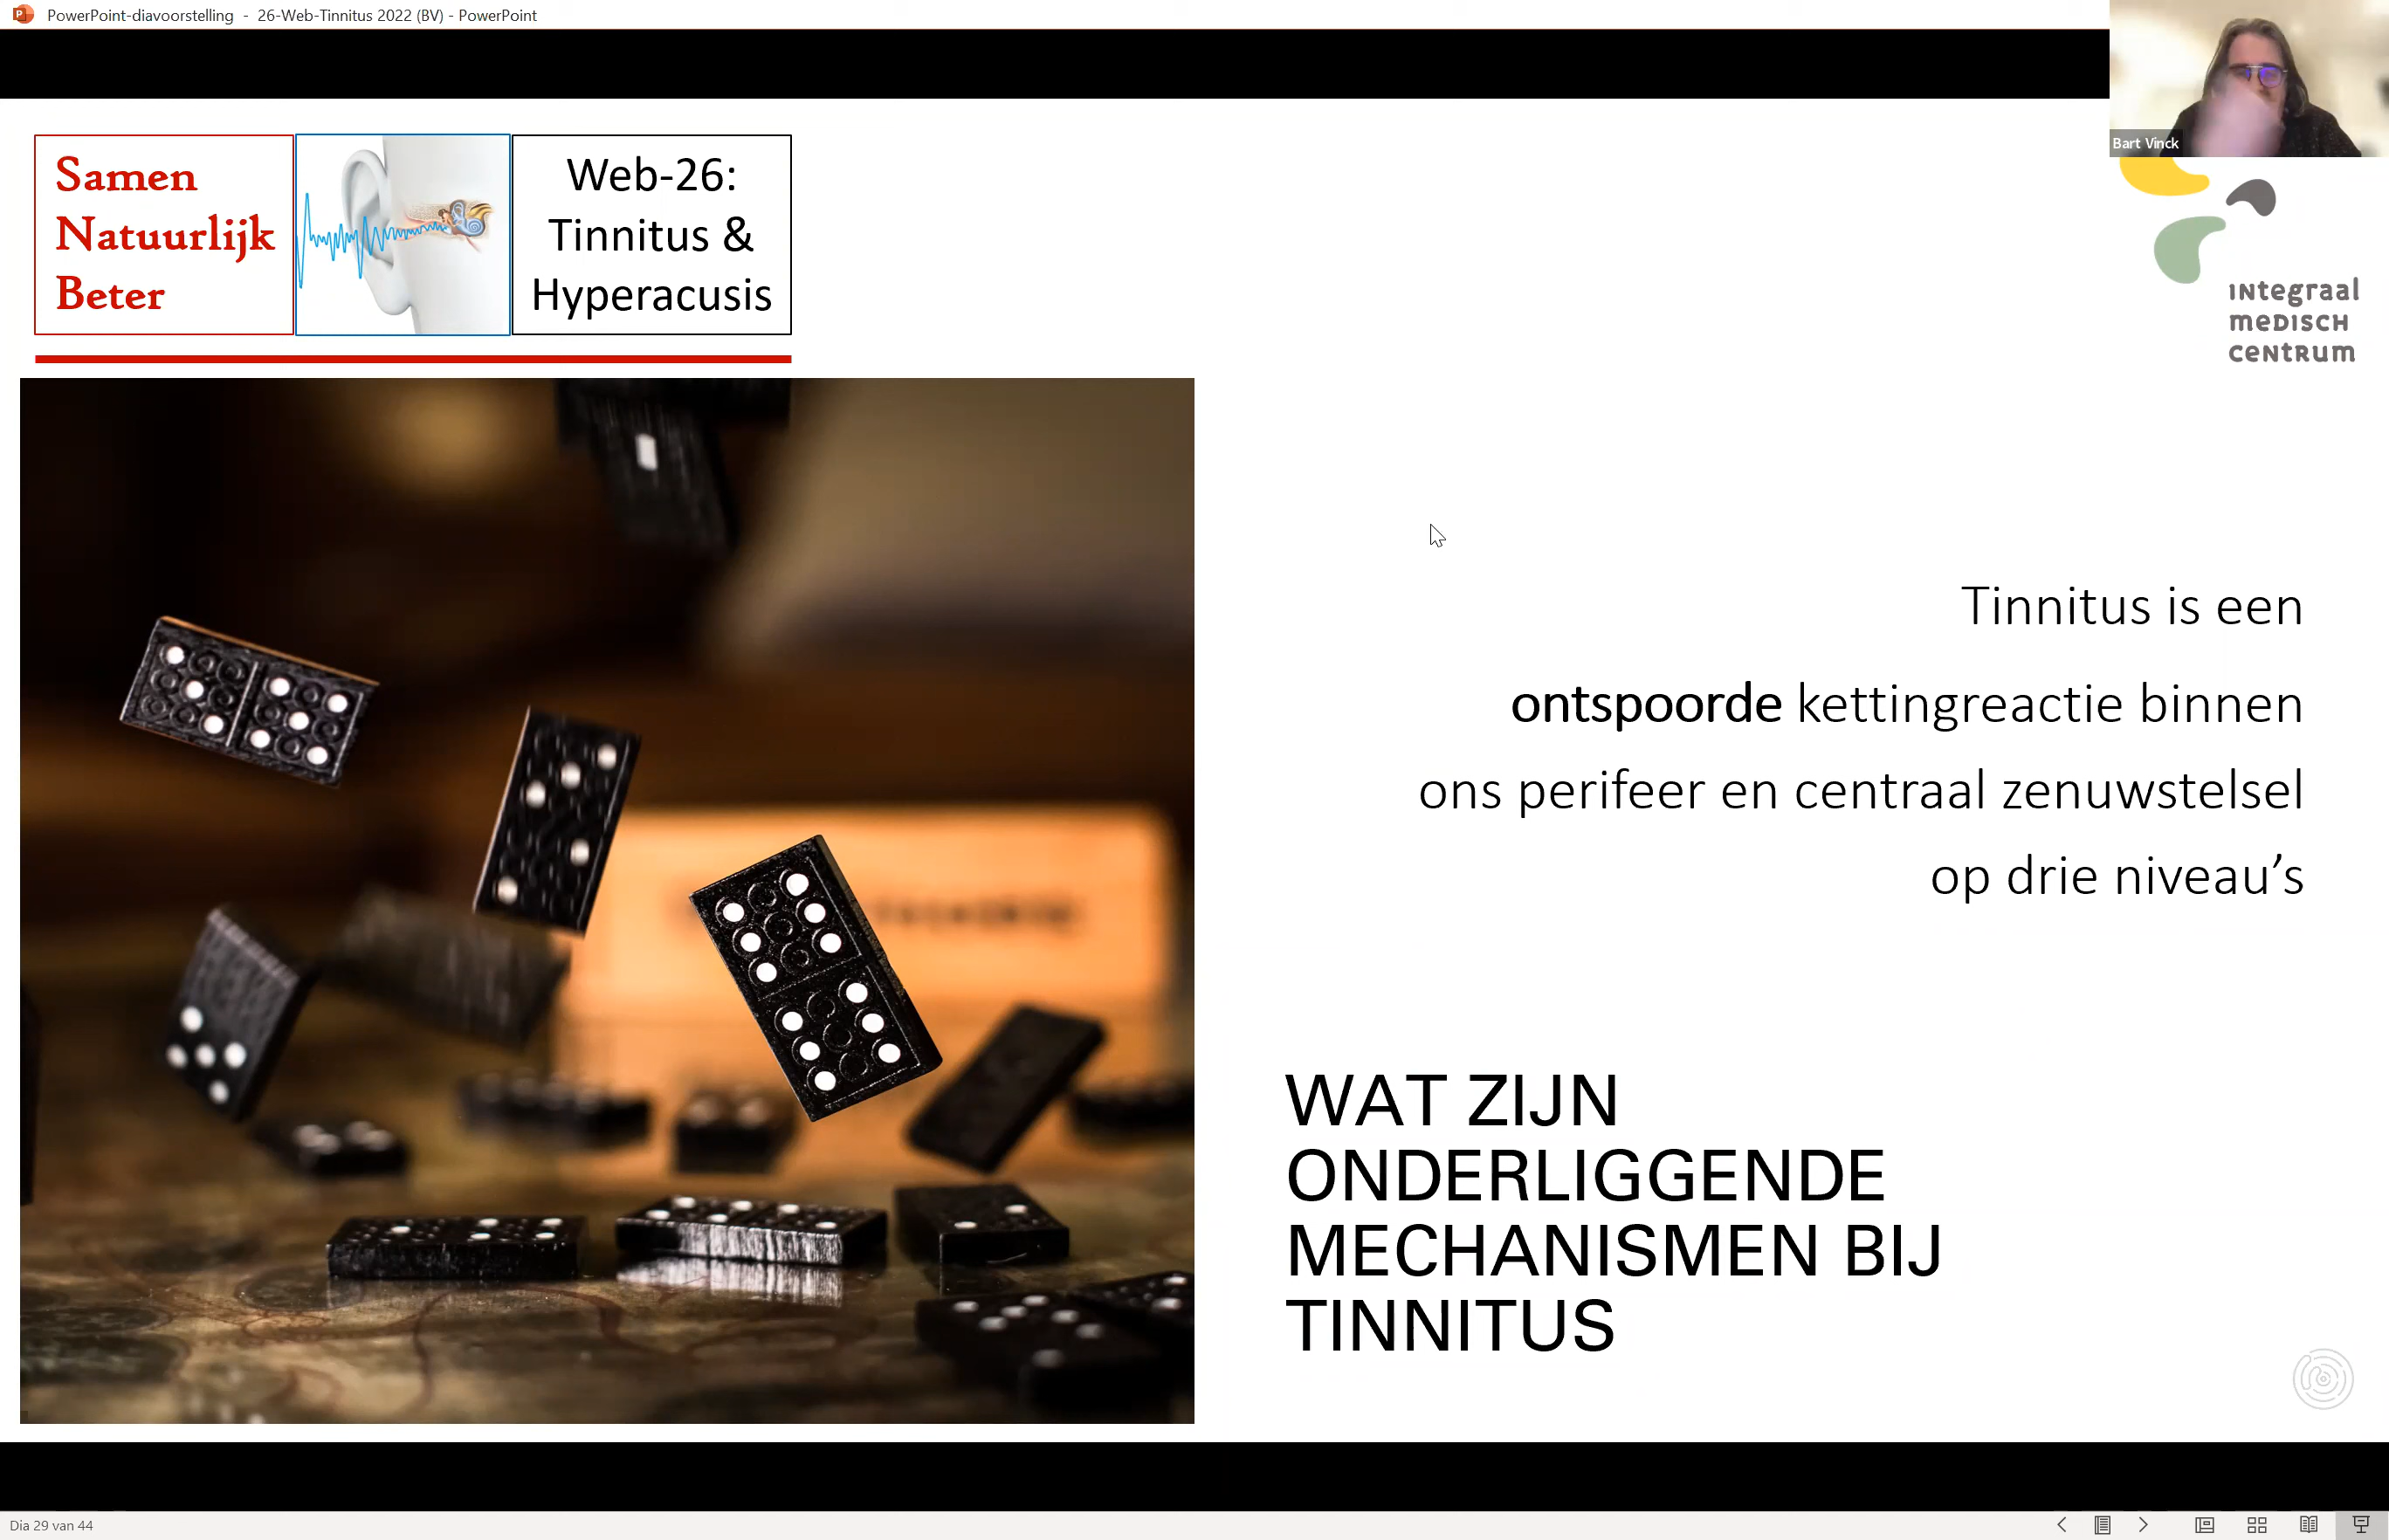 PowerPoint-diavoorstelling - 26-Web-Tinnitus 2022 (BV) - PowerPoint
Bart Vinck
Samen
Natuurlijk
Beter
Web-26:
Tinnitus &
Hyperacusis
integraal
medisch
centrum
Tinnitus is een
ontspoorde kettingreactie binnen
ons perifeer en centraal zenuwstelsel
op drie niveau’s
WAT ZIJN
ONDERLIGGENDE
MECHANISMEN BIJ
TINNITUS
Dia 29 van 44